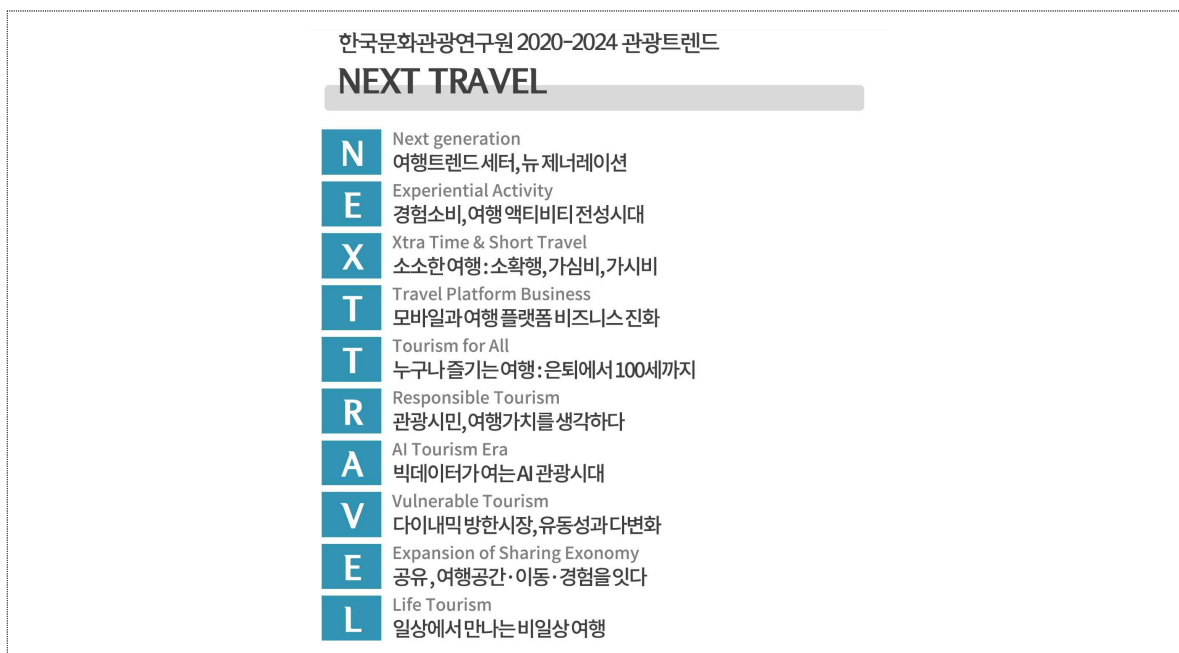 한국문화관광연구원 2020-2024 관광트렌드
NEXT TRAVEL
N
Next generation
여행트렌드 세터, 뉴 제너레이션
E
Experiential Activity
경험소비, 여행 액티비티 전성시대
X
Xtra Time & Short Travel
소소한 여행 : 소확행, 가심비, 가시비
T
Travel Platform Business
모바일과 여행 플랫폼 비즈니스 진화
T
Tourism for All
누구나 즐기는 여행 : 은퇴에서 100세까지
R
Responsible Tourism
관광시민, 여행가치를 생각하다
A
AI Tourism Era
빅데이터가 여는 AI 관광시대
V
Vulnerable Tourism
다이내믹 방한시장, 유동성과 다변화
E
Expansion of Sharing Exonomy
공유, 여행공간·이동·경험을 잇다
L
Life Tourism
일상에서 만나는 비일상 여행